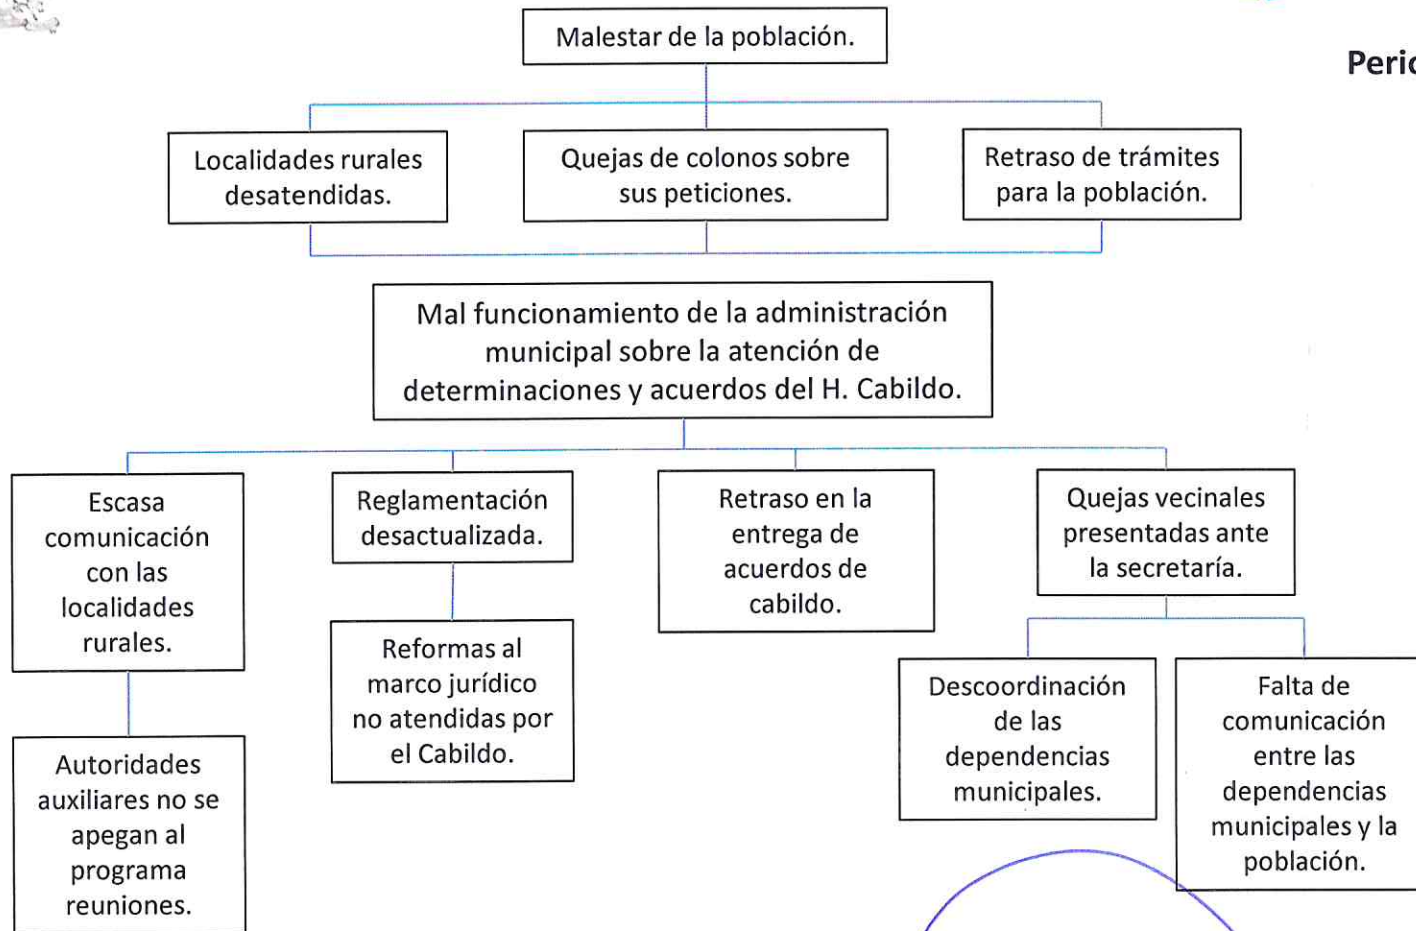 Malestar de la población.
Localidades rurales
desatendidas.
Quejas de colonos sobre
sus peticiones.
Retraso de trámites
para la población.
Mal funcionamiento de la administración
municipal sobre la atención de
determinaciones y acuerdos del H. Cabildo.
Escasa
comunicación
con las
localidades
rurales.
Reglamentación
desactualizada.
Retraso en la
entrega de
acuerdos de
cabildo.
Quejas vecinales
presentadas ante
la secretaría.
Autoridades
auxiliares no se
apegan al
programa
reuniones.
Reformas al
marco jurídico
no atendidas por
el Cabildo.
Descoordinación
de las
dependencias
municipales.
Falta de
comunicación
entre las
dependencias
municipales y la
población.